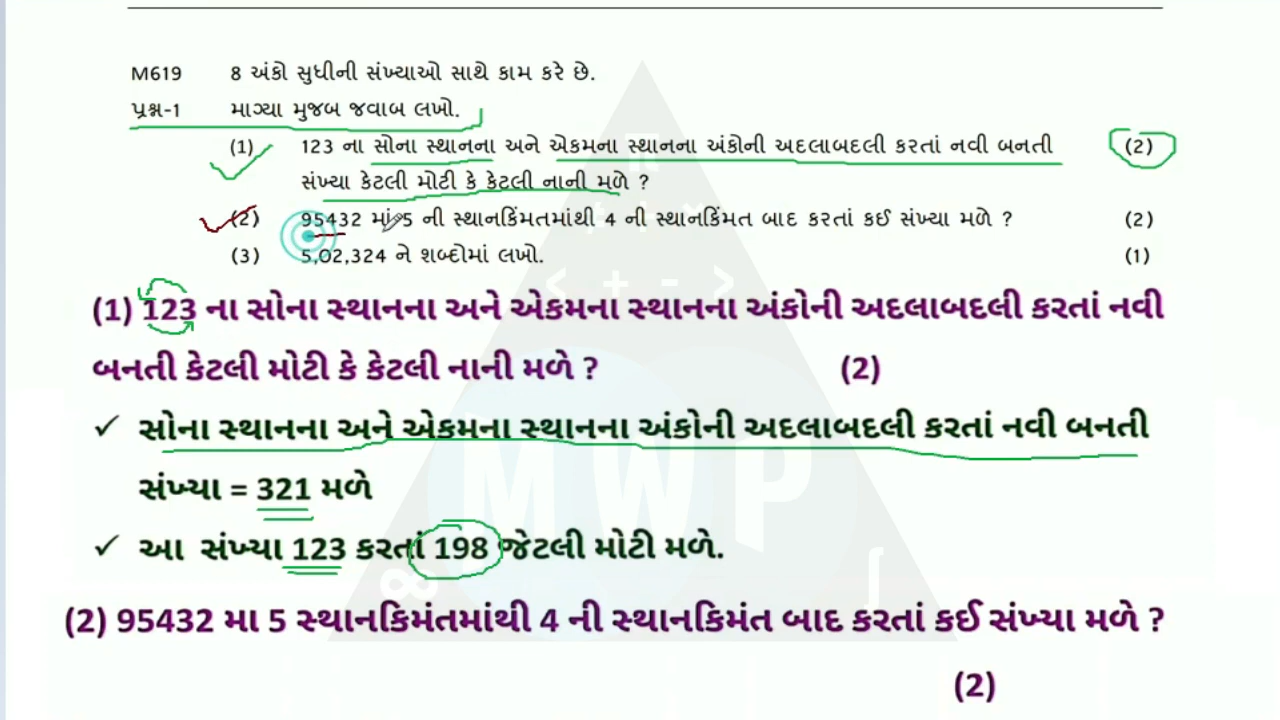 M619 8 અંકો સુધીની સંખ્યાઓ સાથે કામ કરે છે.
પ્રશ્ન-1 માગ્યા મુજબ જવાબ લખો.
(1) 123 ના સોના સ્થાનના અને એકમના સ્થાનના અંકોની અદલાબદલી કરતાં નવી બનતી (2)
સંખ્યા કેટલી મોટી કે કેટલી નાની મળે ?
(2) 95432 માં 5 ની સ્થાનકિંમતમાંથી 4 ની સ્થાનકિંમત બાદ કરતાં કઈ સંખ્યા મળે ? (2)
(3) 5,02,324 ને શબ્દોમાં લખો. (1)
(1) 123 ના સોના સ્થાનના અને એકમના સ્થાનના અંકોની અદલાબદલી કરતાં નવી
બનતી કેટલી મોટી કે કેટલી નાની મળે ? (2)
✓ સોના સ્થાનના અને એકમના સ્થાનના અંકોની અદલાબદલી કરતાં નવી બનતી
સંખ્યા = 321 મળે
✓ આ સંખ્યા 123 કરતાં 198 જેટલી મોટી મળે.
(2) 95432 મા 5 સ્થાનકિમંતમાંથી 4 ની સ્થાનકિમંત બાદ કરતાં કઈ સંખ્યા મળે ?
(2)
MWP